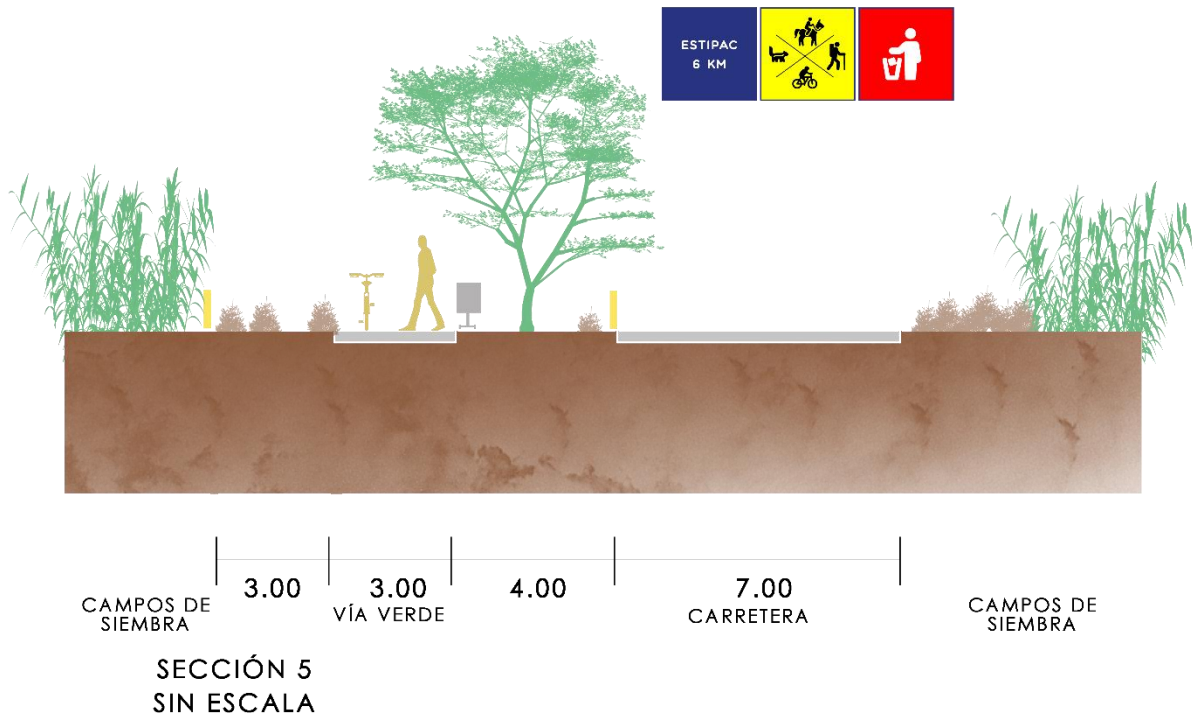 ESTIPAC
6 KM
3.00
3.00
4.00
7.00
CAMPOS DE
SIEMBRA
VÍA VERDE
CARRETERA
CAMPOS DE
SIEMBRA
SECCIÓN 5
SIN ESCALA